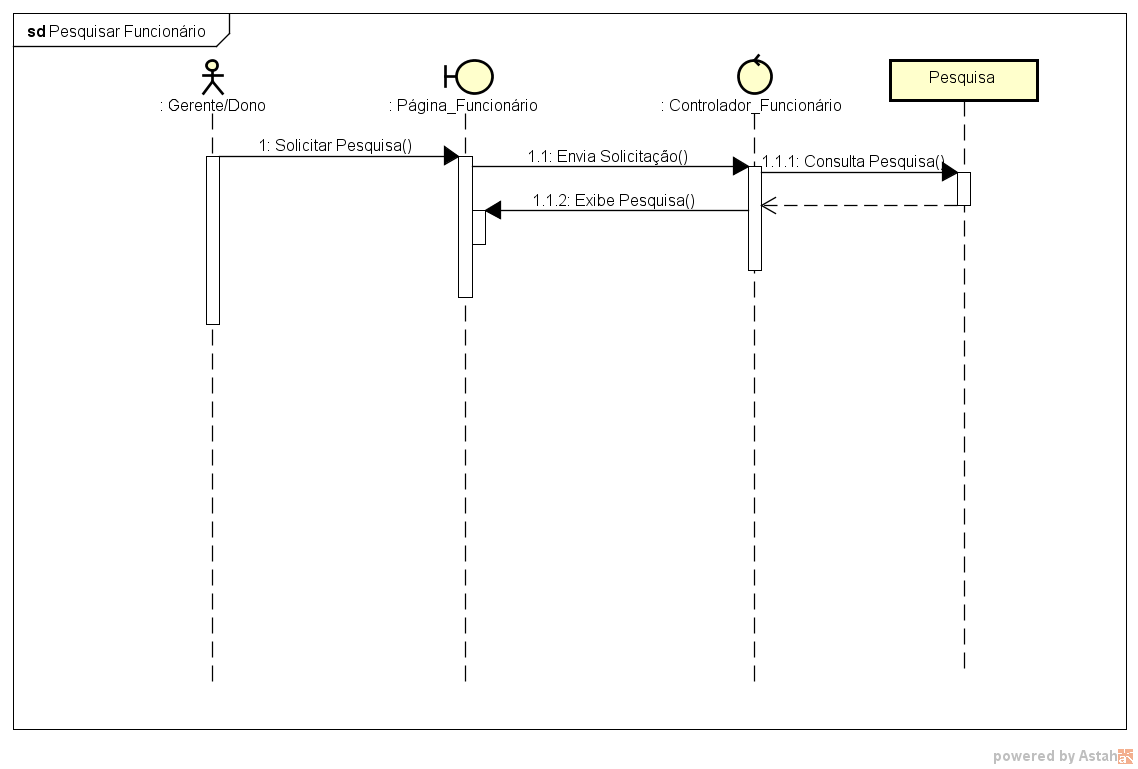 sd Pesquisar Funcionário
: Gerente/Dono
: Página_Funcionário
: Controlador_Funcionário
Pesquisa
1: Solicitar Pesquisa()
1.1: Envia Solicitação()
1.1.1: Consulta Pesquisa()
1.1.2: Exibe Pesquisa()
powered by Astah